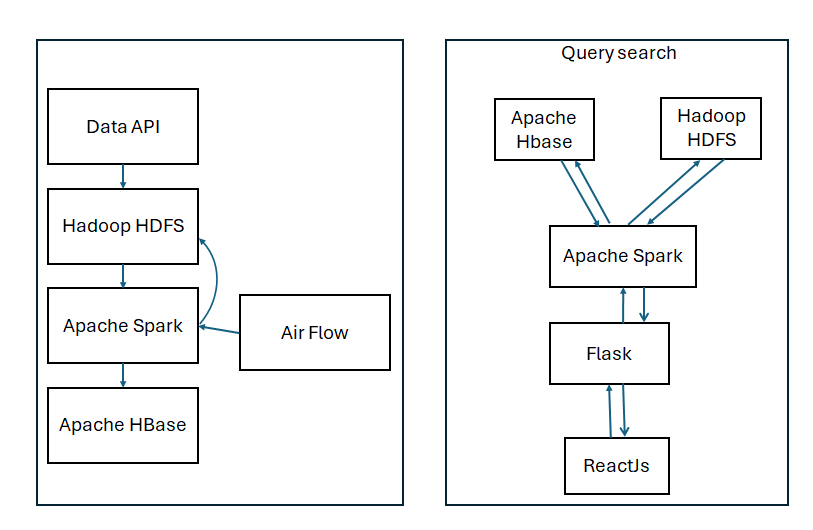 Data API
Hadoop HDFS
Apache Spark
Air Flow
Apache HBase
Query search
Apache
Hbase
Hadoop
HDFS
Apache Spark
Flask
ReactJs